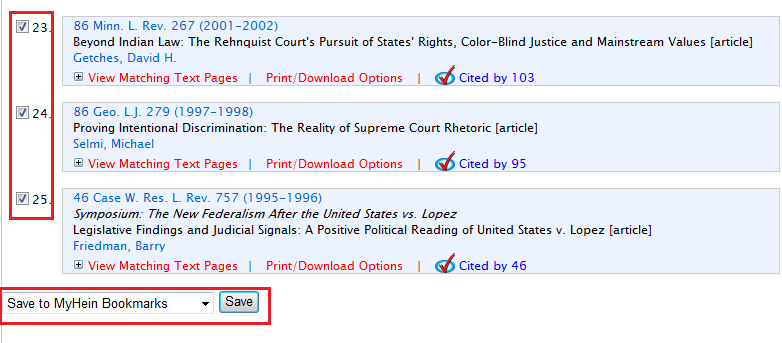 23. 86 Minn. L. Rev. 267 (2001-2002)
Beyond Indian Law: The Rehnquist Court's Pursuit of States' Rights, Color-Blind Justice and Mainstream Values [article]
Getches, David H.
View Matching Text Pages | Print/Download Options | Cited by 103
24. 86 Geo. L.J. 279 (1997-1998)
Proving Intentional Discrimination: The Reality of Supreme Court Rhetoric [article]
Selmi, Michael
View Matching Text Pages | Print/Download Options | Cited by 95
25. 46 Case W. Res. L. Rev. 757 (1995-1996)
Symposium: The New Federalism After the United States vs. Lopez
Legislative Findings and Judicial Signals: A Positive Political Reading of United States v. Lopez [article]
Friedman, Barry
View Matching Text Pages | Print/Download Options | Cited by 46
Save to MyHein Bookmarks Save